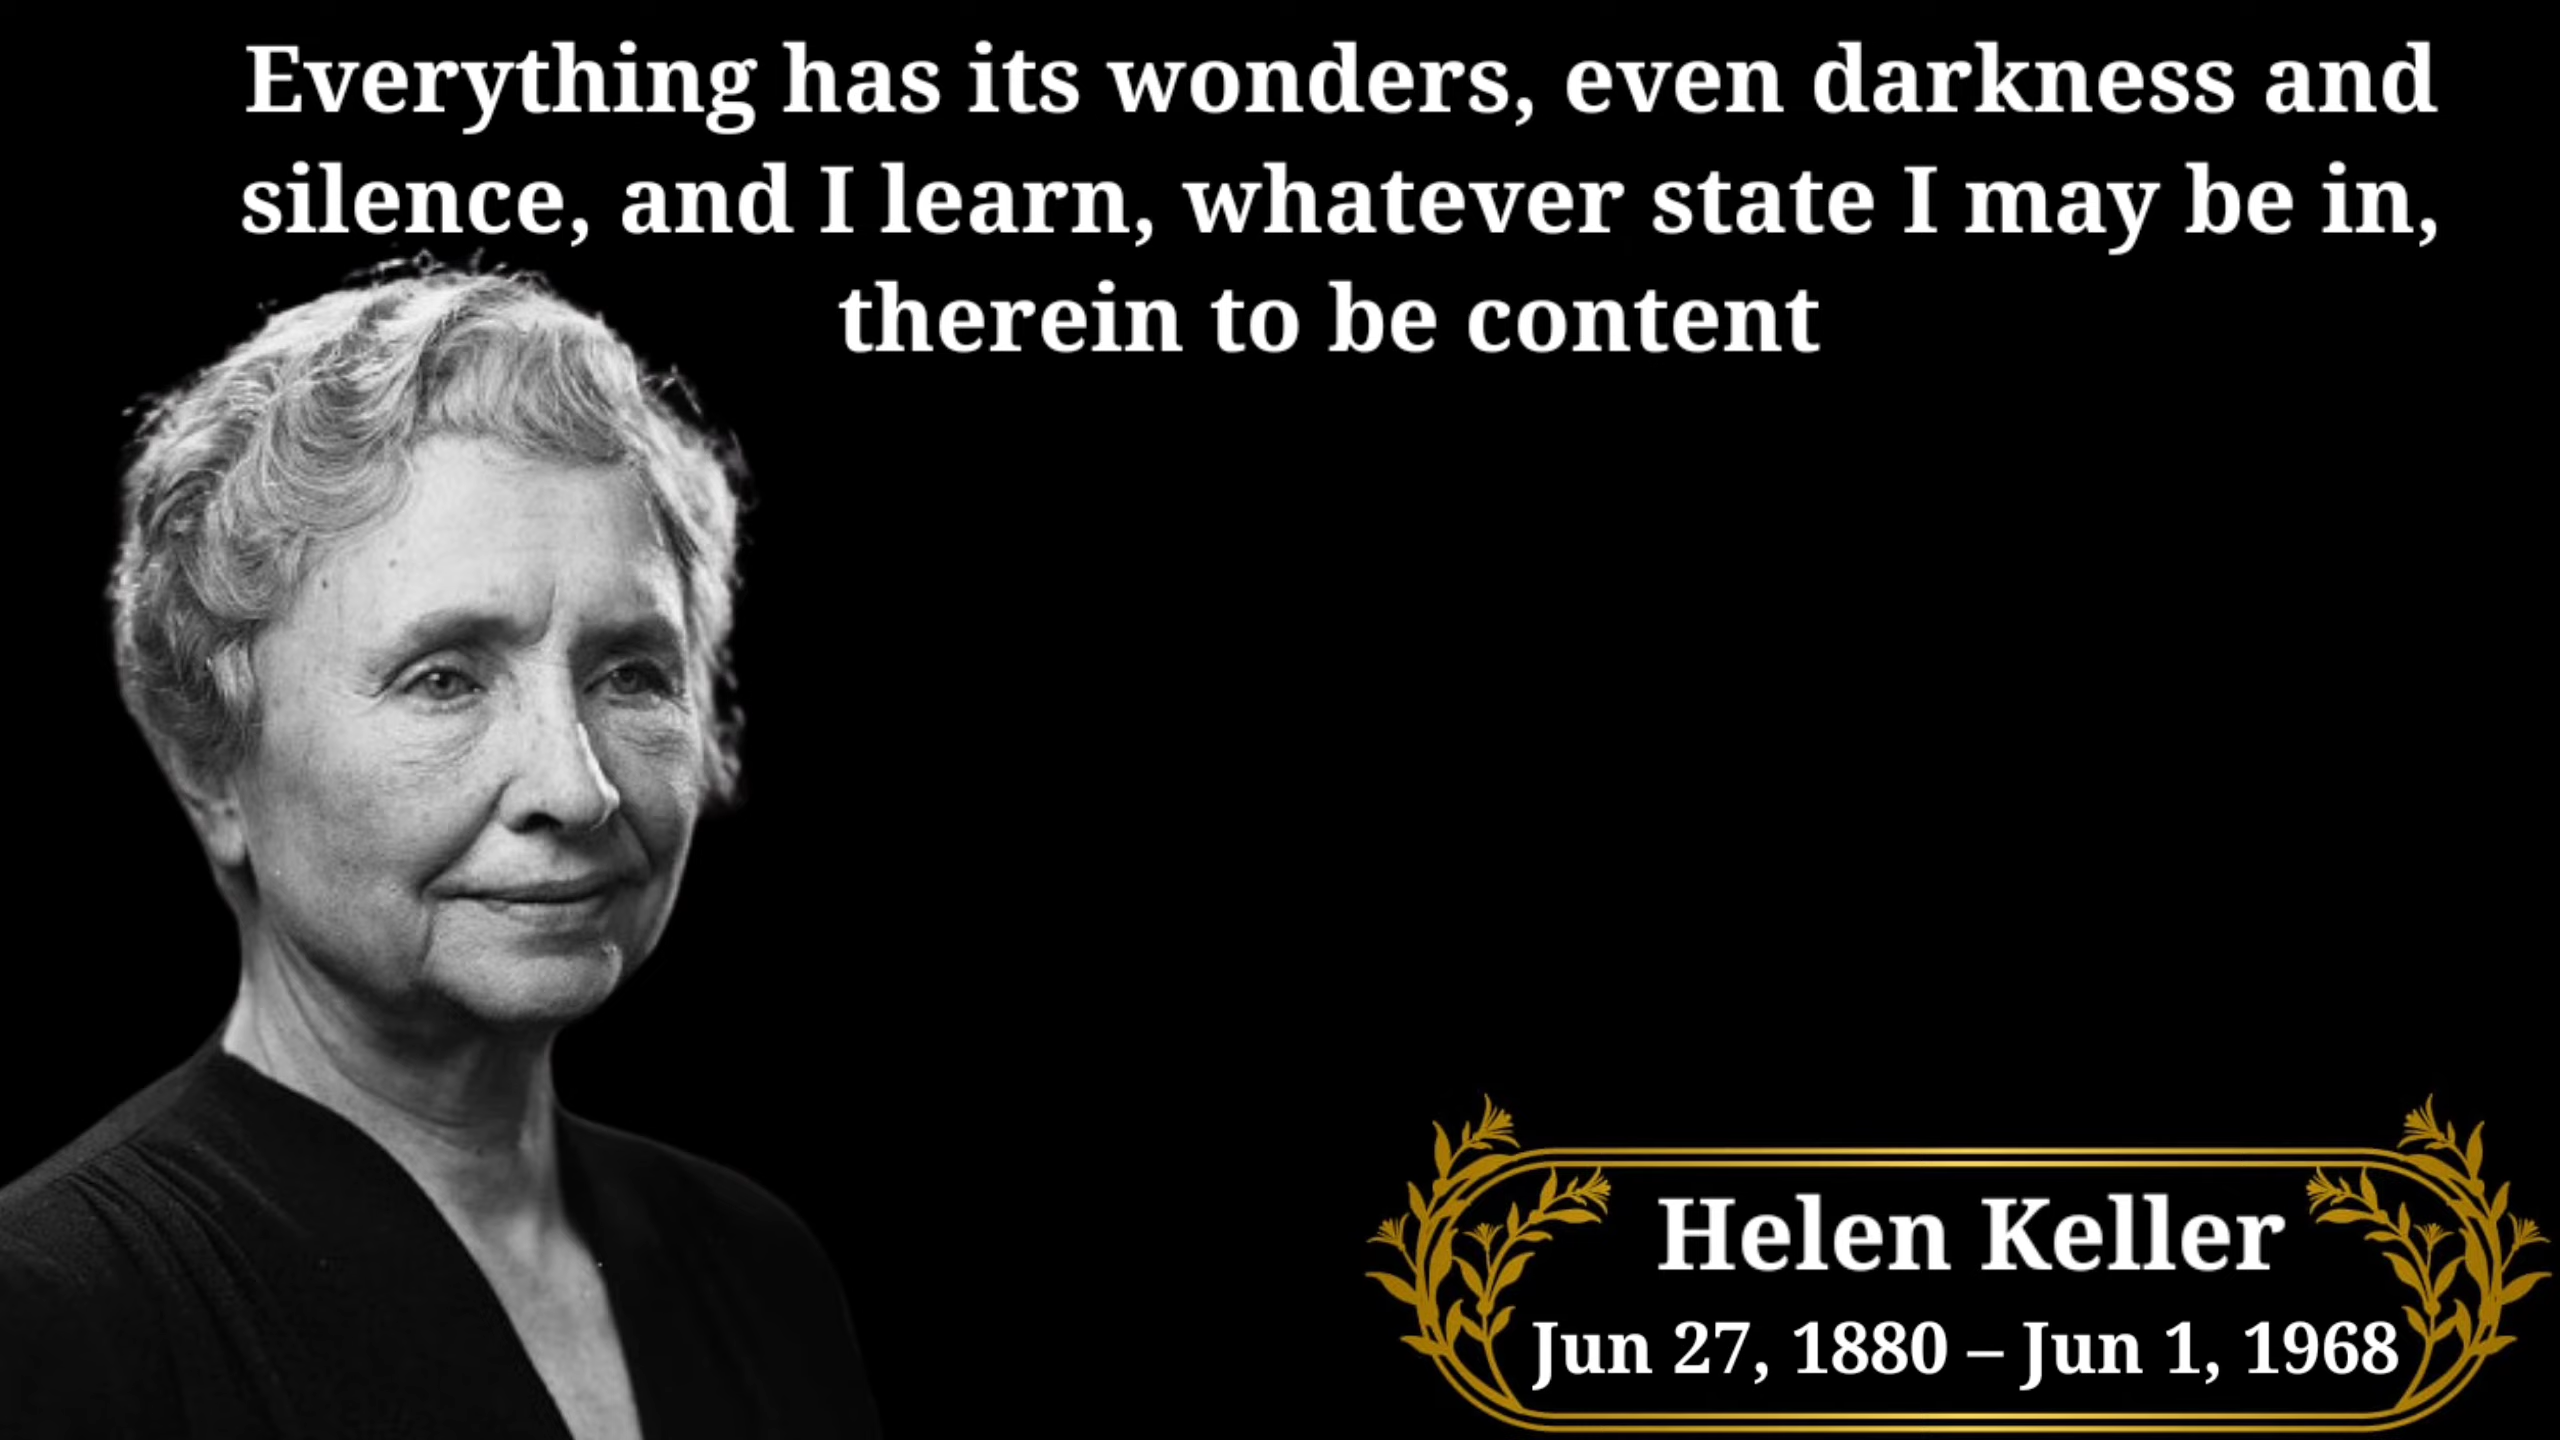 Everything has its wonders, even darkness and
silence, and I learn, whatever state I may be in,
therein to be content
Helen Keller
Jun 27, 1880 – Jun 1, 1968